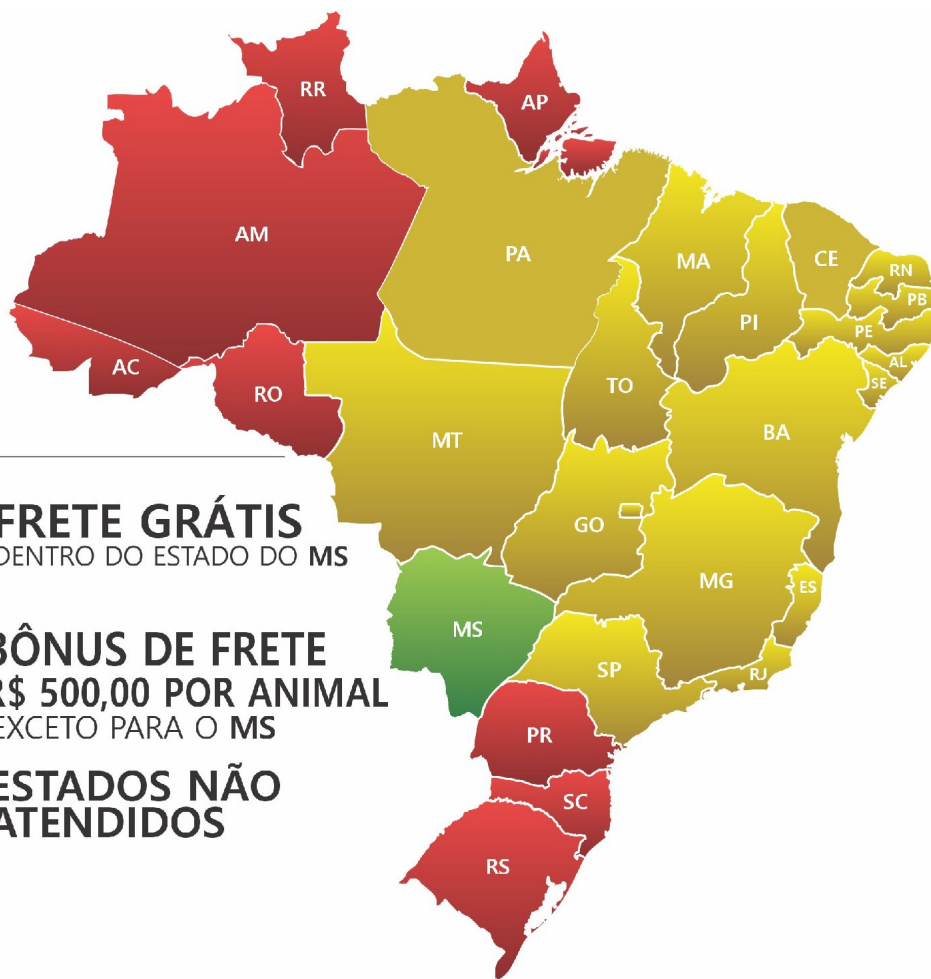 RR
AP
AM
PA
MA
CE
RN
PB
PI
PE
AL
SE
AC
RO
TO
BA
MT
GO
MG
ES
MS
SP
RJ
PR
SC
RS
FRETE GRÁTIS
DENTRO DO ESTADO DO MS
BÔNUS DE FRETE
R$ 500,00 POR ANIMAL
EXCETO PARA O MS
ESTADOS NÃO
ATENDIDOS